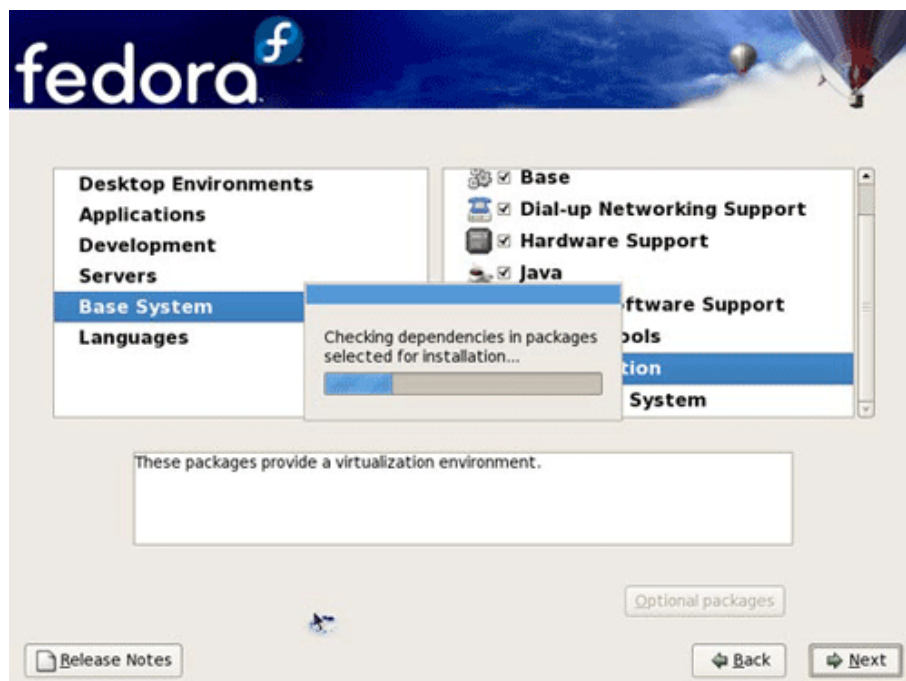 fedora
Desktop Environments
Applications
Development
Servers
Base System
Languages
Base
Dial-up Networking Support
Hardware Support
Java
ftware Support
ools
tion
System
Checking dependencies in packages
selected for installation...
These packages provide a virtualization environment.
Optional packages
Release Notes
Back
Next